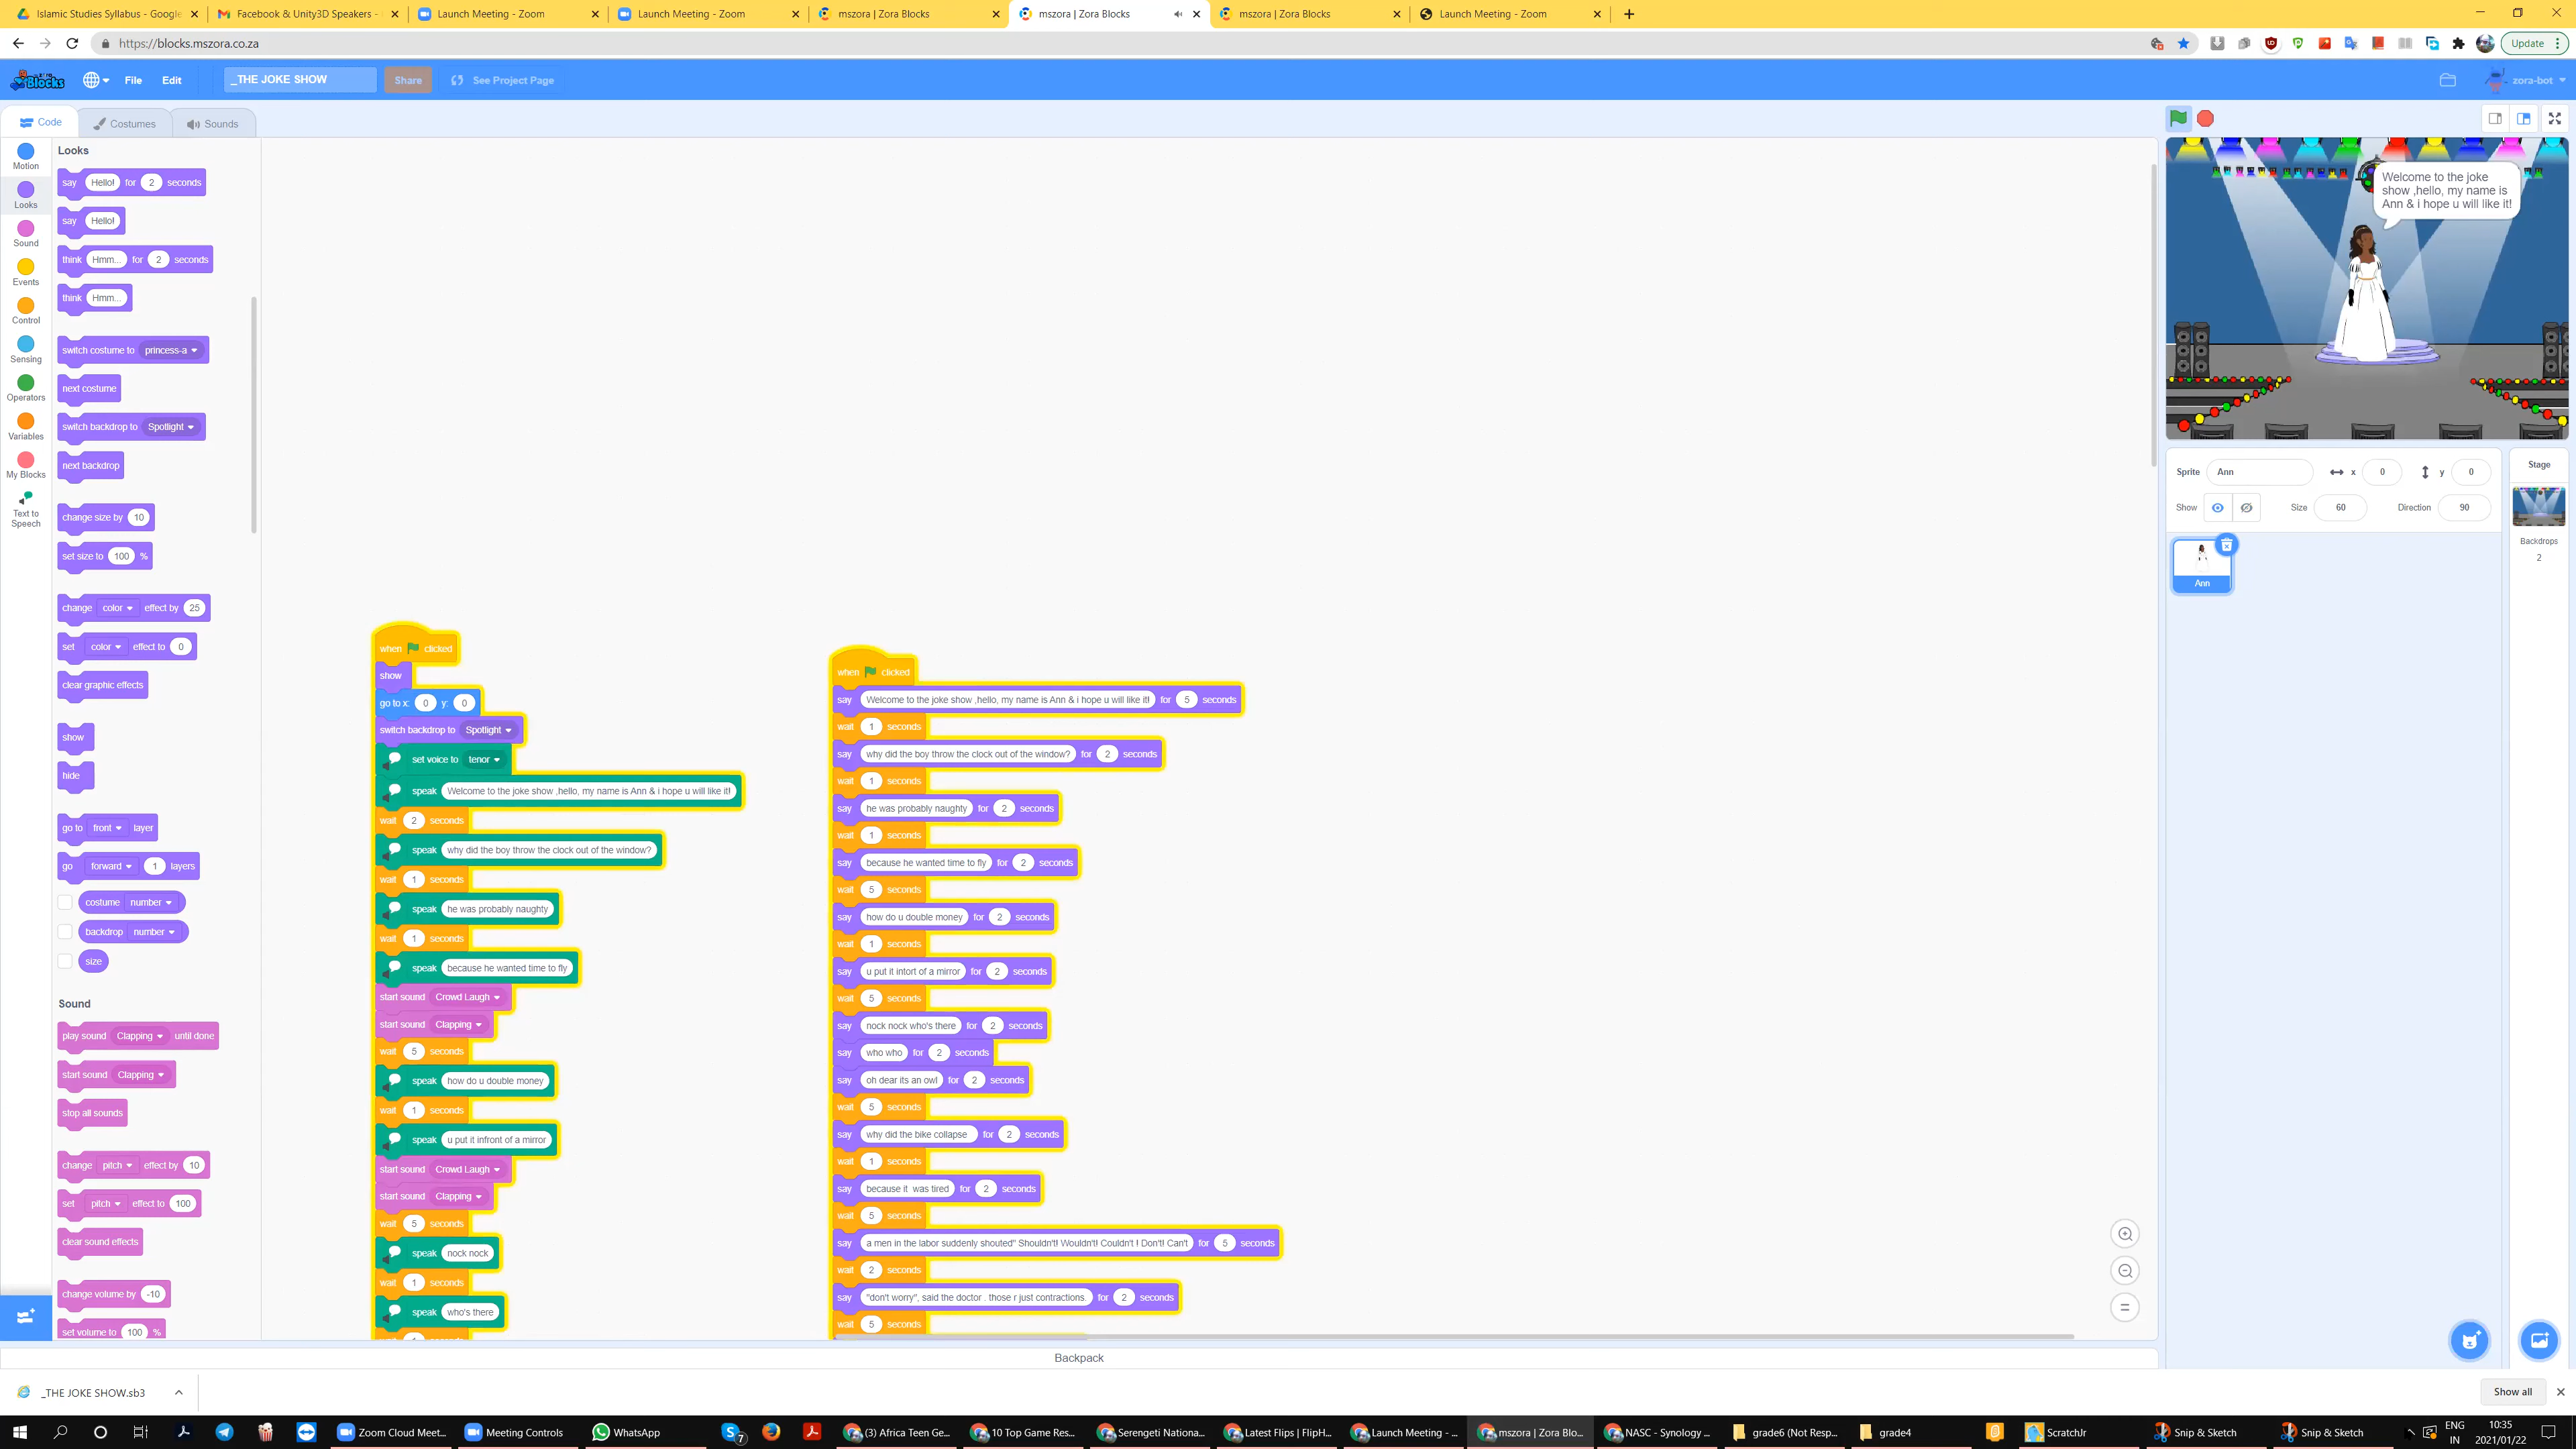 Islamic Studies Syllabus - Google
Facebook & Unity3D Speakers -
Launch Meeting - Zoom
Launch Meeting - Zoom
mszora | Zora Blocks
mszora | Zora Blocks
mszora | Zora Blocks
Launch Meeting - Zoom
https://blocks.mszora.co.za
Update
Blocks
File
Edit
_THE JOKE SHOW
Share
See Project Page
zora-bot
Code
Costumes
Sounds
Motion
Looks
Sound
Events
Control
Sensing
Operators
Variables
My Blocks
Text to
Speech
Looks
say Hello! for 2 seconds
say Hello!
think Hmm... for 2 seconds
think Hmm...
switch costume to princess-a
next costume
switch backdrop to Spotlight
next backdrop
change size by 10
set size to 100 %
change color effect by 25
set color effect to 0
clear graphic effects
show
hide
go to front layer
go forward 1 layers
costume number
backdrop number
size
Sound
play sound Clapping until done
start sound Clapping
stop all sounds
change pitch effect by 10
set pitch effect to 100
clear sound effects
change volume by -10
set volume to 100 %
when clicked
show
go to x: 0 y: 0
switch backdrop to Spotlight
set voice to tenor
speak Welcome to the joke show ,hello, my name is Ann & i hope u will like it!
wait 2 seconds
speak why did the boy throw the clock out of the window?
wait 1 seconds
speak he was probably naughty
wait 1 seconds
speak because he wanted time to fly
start sound Crowd Laugh
start sound Clapping
wait 5 seconds
speak how do u double money
wait 1 seconds
speak u put it infront of a mirror
start sound Crowd Laugh
start sound Clapping
wait 5 seconds
speak nock nock
wait 1 seconds
speak who's there
when clicked
say Welcome to the joke show ,hello, my name is Ann & i hope u will like it! for 5 seconds
wait 1 seconds
say why did the boy throw the clock out of the window? for 2 seconds
wait 1 seconds
say he was probably naughty for 2 seconds
wait 1 seconds
say because he wanted time to fly for 2 seconds
wait 5 seconds
say how do u double money for 2 seconds
wait 1 seconds
say u put it intort of a mirror for 2 seconds
wait 5 seconds
say nock nock who's there for 2 seconds
say who who for 2 seconds
say oh dear its an owl for 2 seconds
wait 5 seconds
say why did the bike collapse for 2 seconds
wait 1 seconds
say because it was tired for 2 seconds
wait 5 seconds
say a men in the labor suddenly shouted" Shouldn't! Wouldn't! Couldn't ! Don't! Can't for 5 seconds
wait 2 seconds
say "don't worry", said the doctor . those r just contractions. for 2 seconds
wait 5 seconds
Welcome to the joke
show ,hello, my name is
Ann & i hope u will like it!
Sprite Ann x 0 y 0
Show Size 60 Direction 90
Ann
Stage
Backdrops
2
Backpack
_THE JOKE SHOW.sb3
Show all
Zoom Cloud Meet...
Meeting Controls
WhatsApp
7
(3) Africa Teen Ge...
10 Top Game Res...
Serengeti Nationa...
Latest Flips | FlipH...
Launch Meeting - ...
mszora | Zora Blo...
NASC - Synology ...
grade6 (Not Resp...
grade4
ScratchJr
Snip & Sketch
Snip & Sketch
ENG
IN
10:35
2021/01/22